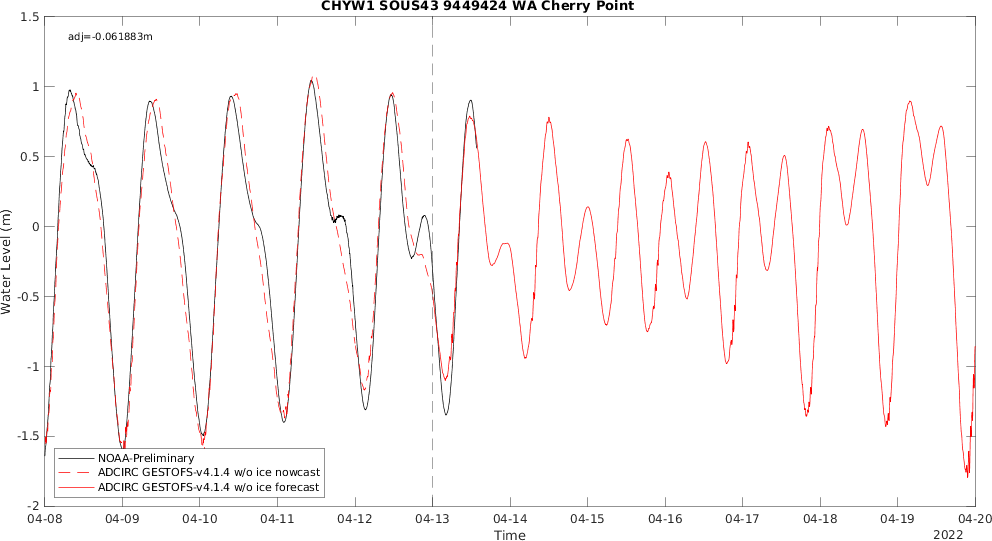 CHYW1 SOUS43 9449424 WA Cherry Point
adj=-0.061883m
1.5
1
0.5
0
-0.5
-1
-1.5
-2
Water Level (m)
NOAA-Preliminary
ADCIRC GESTOFS-v4.1.4 w/o ice nowcast
ADCIRC GESTOFS-v4.1.4 w/o ice forecast
04-08 04-09 04-10 04-11 04-12 04-13 04-14 04-15 04-16 04-17 04-18 04-19 04-20
Time
2022